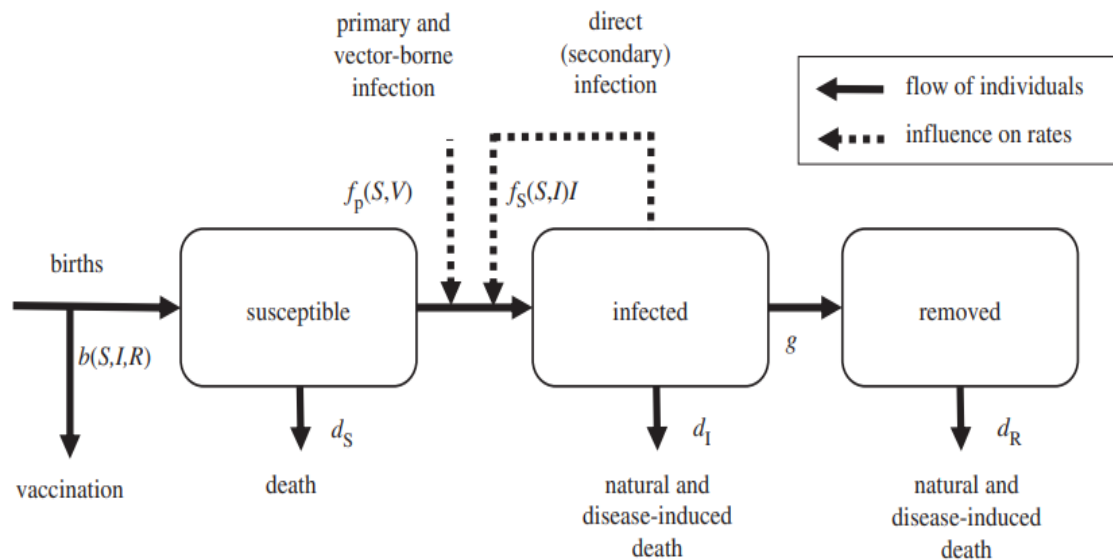 primary and
vector-borne
infection
direct
(secondary)
infection
flow of individuals
influence on rates
f_p(S,V)
f_S(S,I)I
births
susceptible
infected
removed
b(S,I,R)
g
d_S
d_I
d_R
vaccination
death
natural and
disease-induced
death
natural and
disease-induced
death